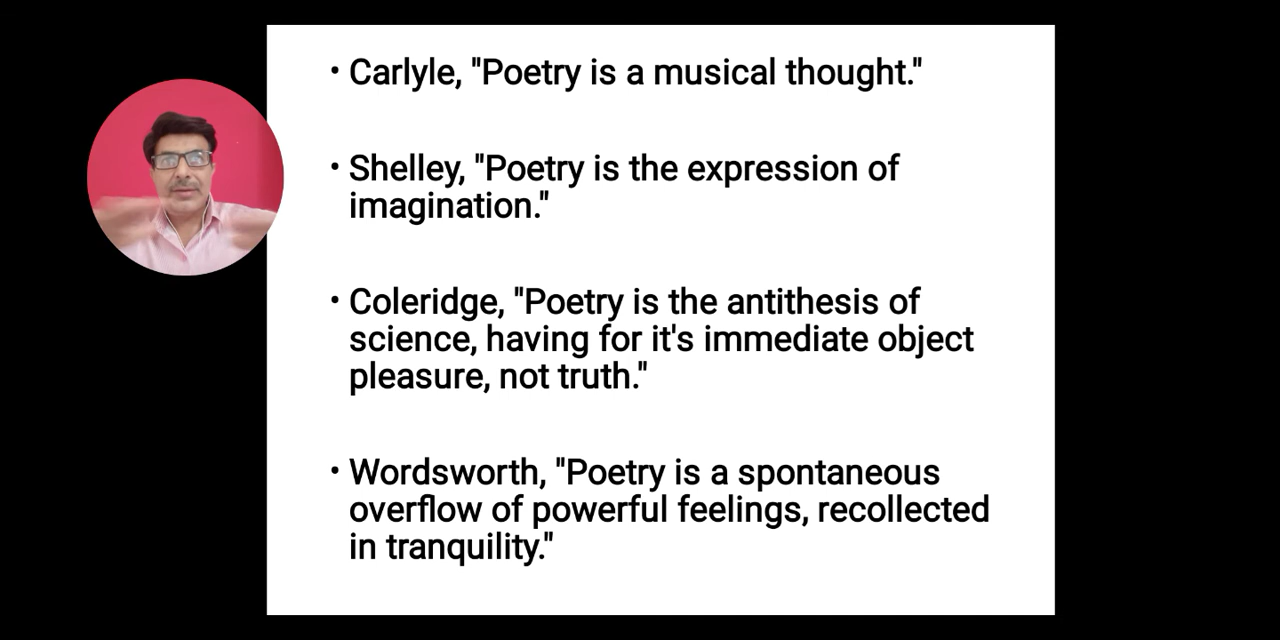 • Carlyle, "Poetry is a musical thought."
• Shelley, "Poetry is the expression of
imagination."
• Coleridge, "Poetry is the antithesis of
science, having for it's immediate object
pleasure, not truth."
• Wordsworth, "Poetry is a spontaneous
overflow of powerful feelings, recollected
in tranquility."